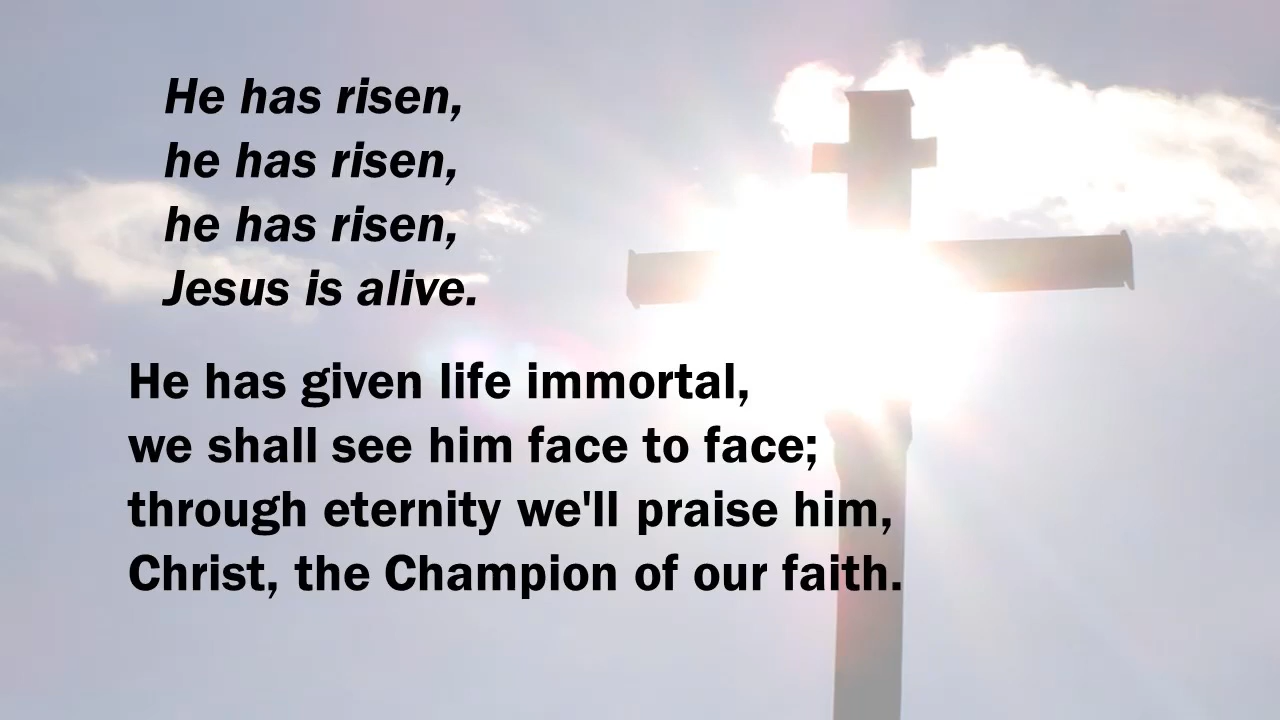 He has risen,
he has risen,
he has risen,
Jesus is alive.
He has given life immortal,
we shall see him face to face;
through eternity we'll praise him,
Christ, the Champion of our faith.